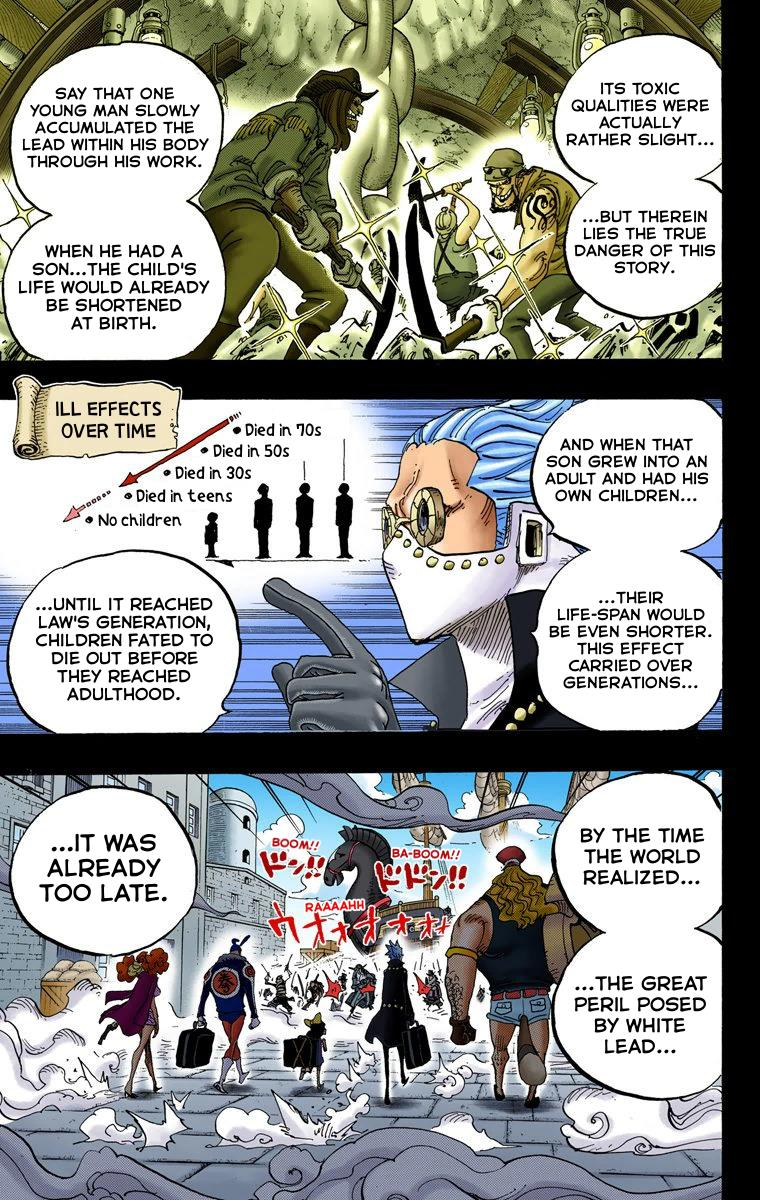 ITS TOXIC
QUALITIES WERE
ACTUALLY
RATHER SLIGHT...
...BUT THEREIN
LIES THE TRUE
DANGER OF THIS
STORY.
SAY THAT ONE
YOUNG MAN SLOWLY
ACCUMULATED THE
LEAD WITHIN HIS BODY
THROUGH HIS WORK.
WHEN HE HAD A
SON...THE CHILD'S
LIFE WOULD ALREADY
BE SHORTENED
AT BIRTH.
AND WHEN THAT
SON GREW INTO AN
ADULT AND HAD HIS
OWN CHILDREN...
...THEIR
LIFE-SPAN WOULD
BE EVEN SHORTER.
THIS EFFECT
CARRIED OVER
GENERATIONS...
ILL EFFECTS
OVER TIME
Died in 70s
Died in 50s
Died in 30s
Died in teens
No children
...UNTIL IT REACHED
LAW'S GENERATION,
CHILDREN FATED TO
DIE OUT BEFORE
THEY REACHED
ADULTHOOD.
BY THE TIME
THE WORLD
REALIZED...
...THE GREAT
PERIL POSED
BY WHITE
LEAD...
BA-BOOM!!
ドドン!!
BOOM!!
ドン!!
RAAAAHH
ウオオオオオオ
...IT WAS
ALREADY
TOO LATE.